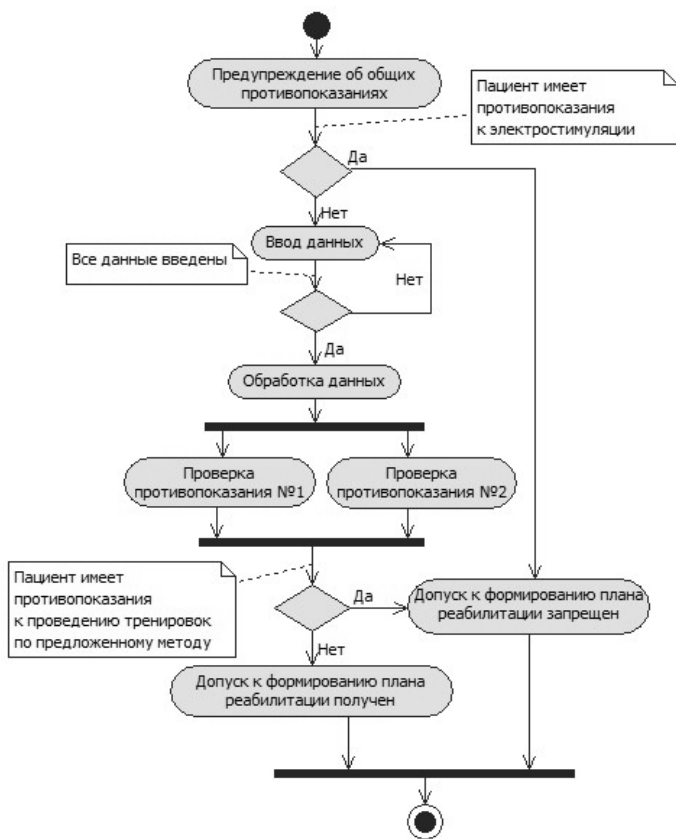 Предупреждение об общих
противопоказаниях
Пациент имеет
противопоказания
к электростимуляции
Да
Нет
Ввод данных
Все данные введены
Нет
Да
Обработка данных
Проверка
противопоказания №1
Проверка
противопоказания №2
Пациент имеет
противопоказания
к проведению тренировок
по предложенному методу
Да
Допуск к формированию плана
реабилитации запрещен
Нет
Допуск к формированию плана
реабилитации получен